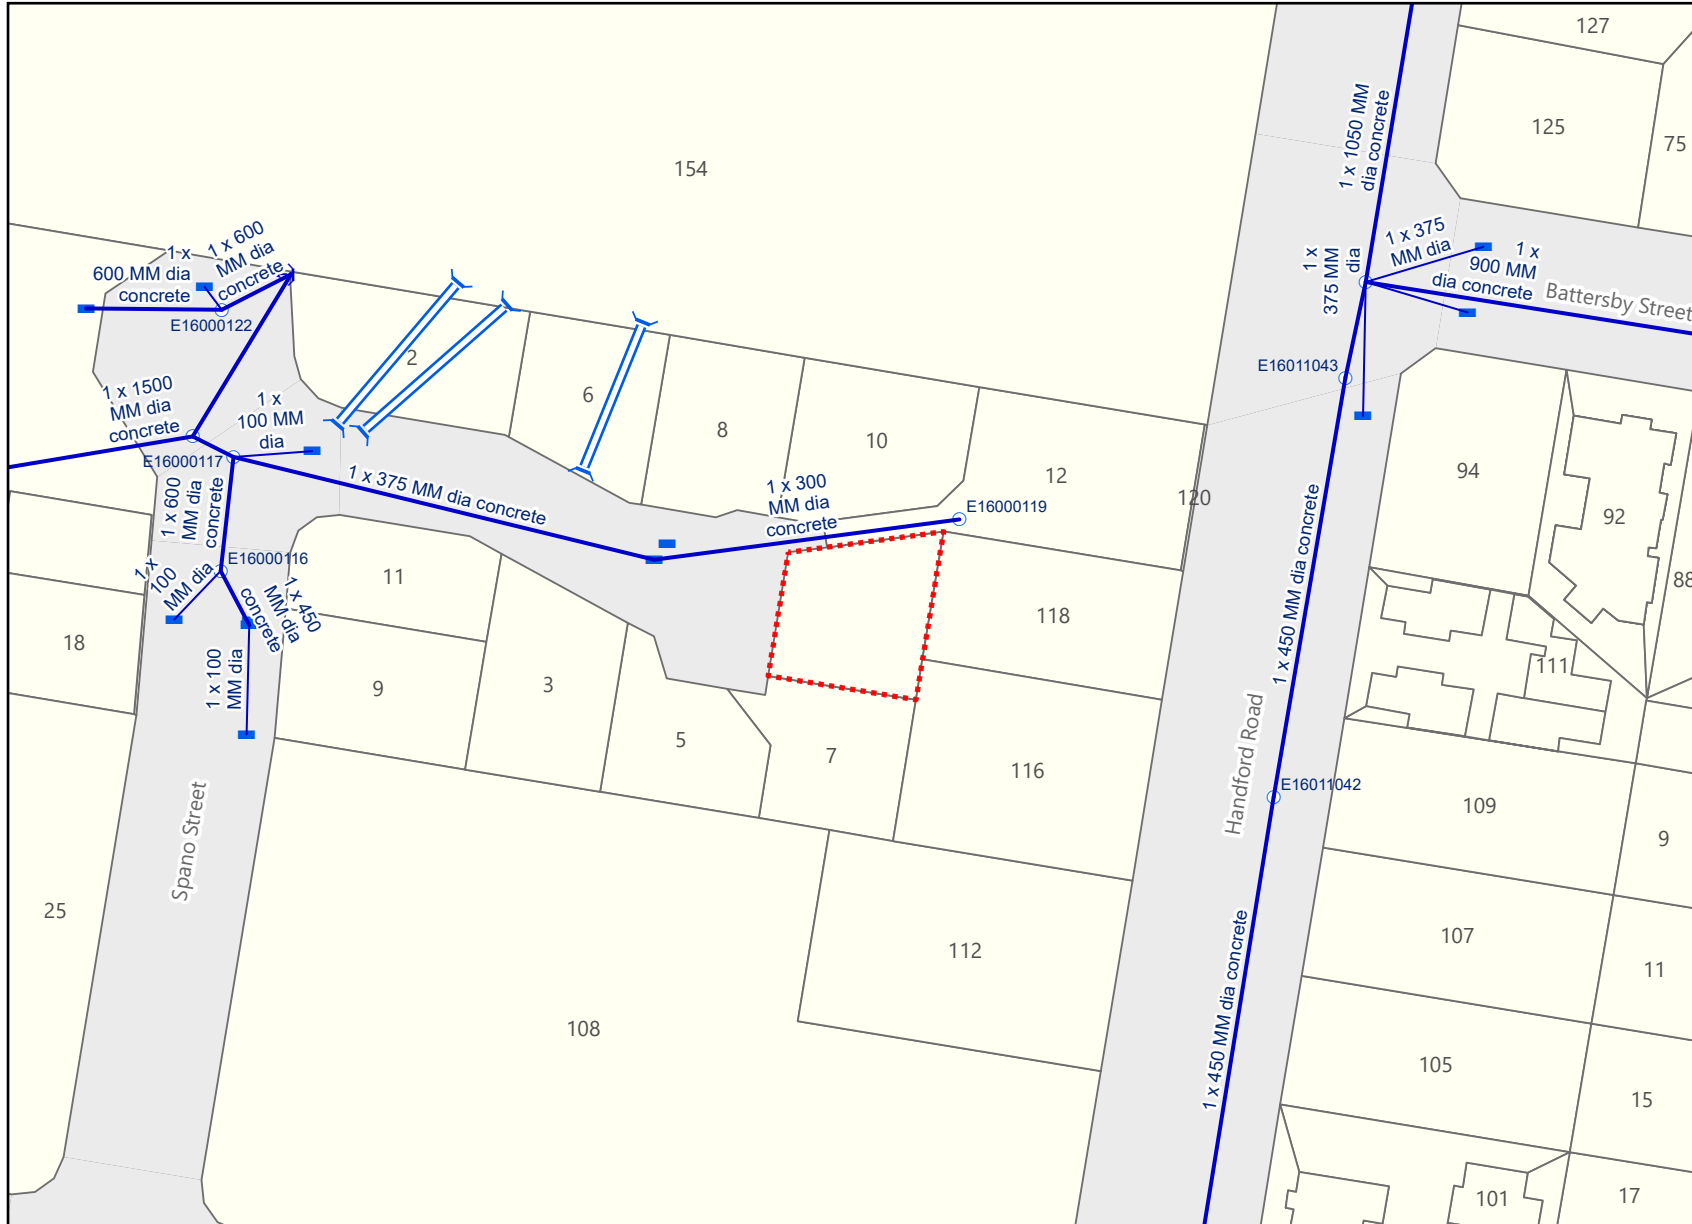 127
125
75
154
1 x 1050 MM
dia concrete
1 x
600 MM dia
concrete
1 x 600
MM dia
concrete
E16000122
1 x
375 MM
dia
1 x 375
MM dia
1 x
900 MM
dia concrete
Battersby Street
E16011043
2
6
8
10
12
120
94
92
88
1 x 1500
MM dia
concrete
1 x
100 MM
dia
E16000117
1 x 375 MM dia concrete
1 x 300
MM dia
concrete
E16000119
1 x 600
MM dia
concrete
E16000116
1 x
100
MM dia
1 x 450
MM dia
concrete
1 x 100
MM dia
18
11
9
3
5
7
118
116
111
1 x 450 MM dia concrete
Handford Road
E16011042
109
9
Spano Street
25
108
112
107
11
1 x 450 MM dia concrete
105
15
101
17